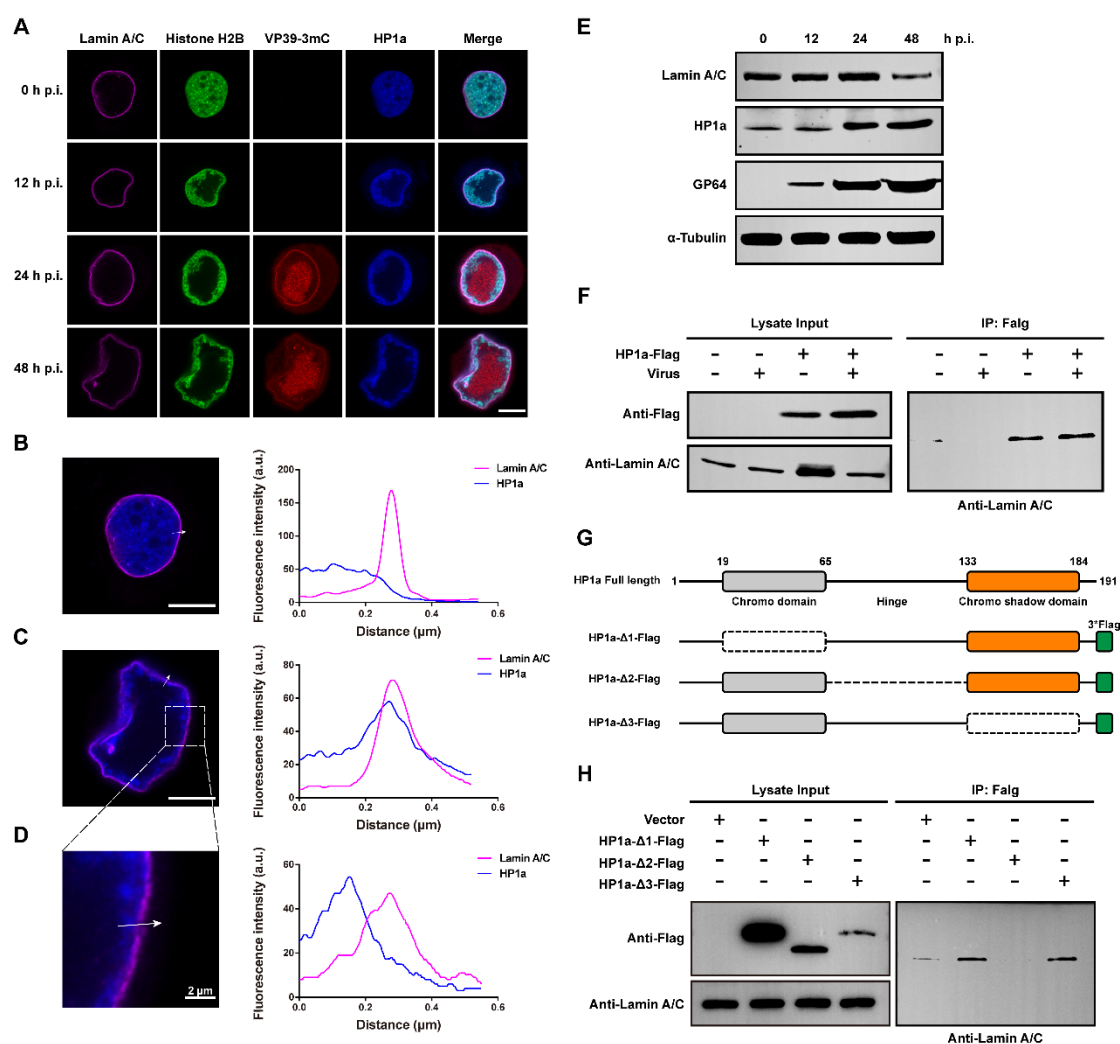 A
Lamin A/C Histone H2B VP39-3mC HP1a Merge
0 h p.i.
12 h p.i.
24 h p.i.
48 h p.i.
B
Fluorescence intensity (a.u.)
200
150
100
50
0
0.0 0.2 0.4 0.6
Distance (μm)
Lamin A/C
HP1a
C
Fluorescence intensity (a.u.)
80
60
40
20
0
0.0 0.2 0.4 0.6
Distance (μm)
Lamin A/C
HP1a
D
2 μm
Fluorescence intensity (a.u.)
60
40
20
0
0.0 0.2 0.4 0.6
Distance (μm)
Lamin A/C
HP1a
E
0 12 24 48 h p.i.
Lamin A/C
HP1a
GP64
α-Tubulin
F
Lysate Input IP: Falg
HP1a-Flag – – + + – – + +
Virus – + – + – + – +
Anti-Flag
Anti-Lamin A/C
Anti-Lamin A/C
G
19 65 133 184
HP1a Full length 1 191
Chromo domain Hinge Chromo shadow domain
3*Flag
HP1a-Δ1-Flag
HP1a-Δ2-Flag
HP1a-Δ3-Flag
H
Lysate Input IP: Falg
Vector + – – – + – – –
HP1a-Δ1-Flag – + – – – + – –
HP1a-Δ2-Flag – – + – – – + –
HP1a-Δ3-Flag – – – + – – – +
Anti-Flag
Anti-Lamin A/C
Anti-Lamin A/C